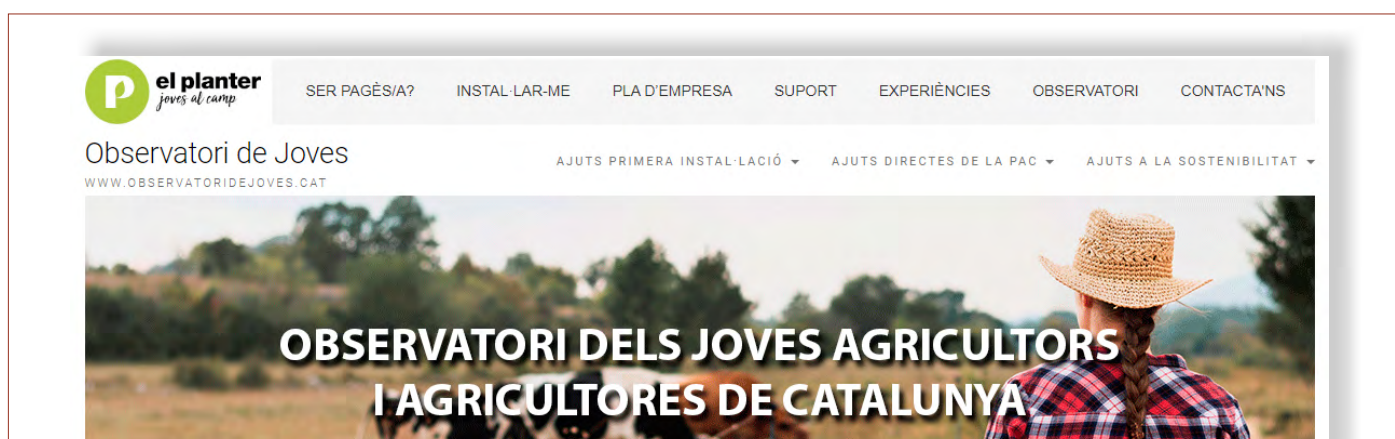 el planter
joves al camp
SER PAGÈS/A? INSTAL·LAR-ME PLA D'EMPRESA SUPORT EXPERIÈNCIES OBSERVATORI CONTACTA'NS
Observatori de Joves
WWW.OBSERVATORIDEJOVES.CAT
AJUTS PRIMERA INSTAL·LACIÓ AJUTS DIRECTES DE LA PAC AJUTS A LA SOSTENIBILITAT
OBSERVATORI DELS JOVES AGRICULTORS
I AGRICULTORES DE CATALUNYA